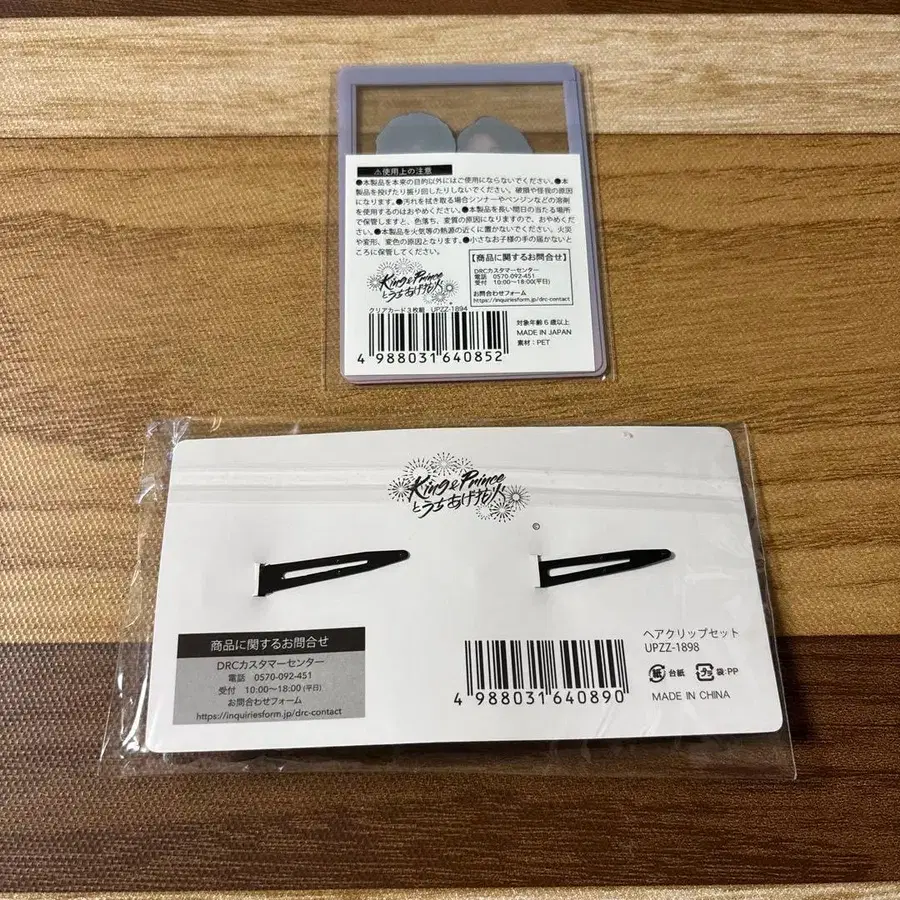 ⚠使用上の注意
●本製品を本来の目的以外にはご使用にならないでください。●本
製品を投げたり振り回したりしないでください。破損や怪我の原因
になります。●汚れを拭き取る場合シンナーやベンジンなどの溶剤
を使用するのはおやめください。●本製品を長い間日の当たる場所
で保管しますと、色落ち、変質の原因になりますので、おやめくだ
さい。●本製品を火気等の熱源の近くに置かないでください。火災
や変形、変色の原因となります。●小さなお子様の手の届かないと
ころに保管してください。
【商品に関するお問合せ】
DRCカスタマーセンター
電話 0570-092-451
受付 10:00~18:00(平日)
お問合わせフォーム
https://inquiriesform.jp/drc-contact
King&Prince
とうちあげ花火
クリアカード3枚組 UPZZ-1894
4 988031 640852
対象年齢6歳以上
MADE IN JAPAN
素材:PET
King&Prince
とうちあげ花火
©
商品に関するお問合せ
DRCカスタマーセンター
電話 0570-092-451
受付 10:00~18:00(平日)
お問合わせフォーム
https://inquiriesform.jp/drc-contact
4 988031 640890
ヘアクリップセット
UPZZ-1898
紙 台紙 プラ 袋:PP
MADE IN CHINA